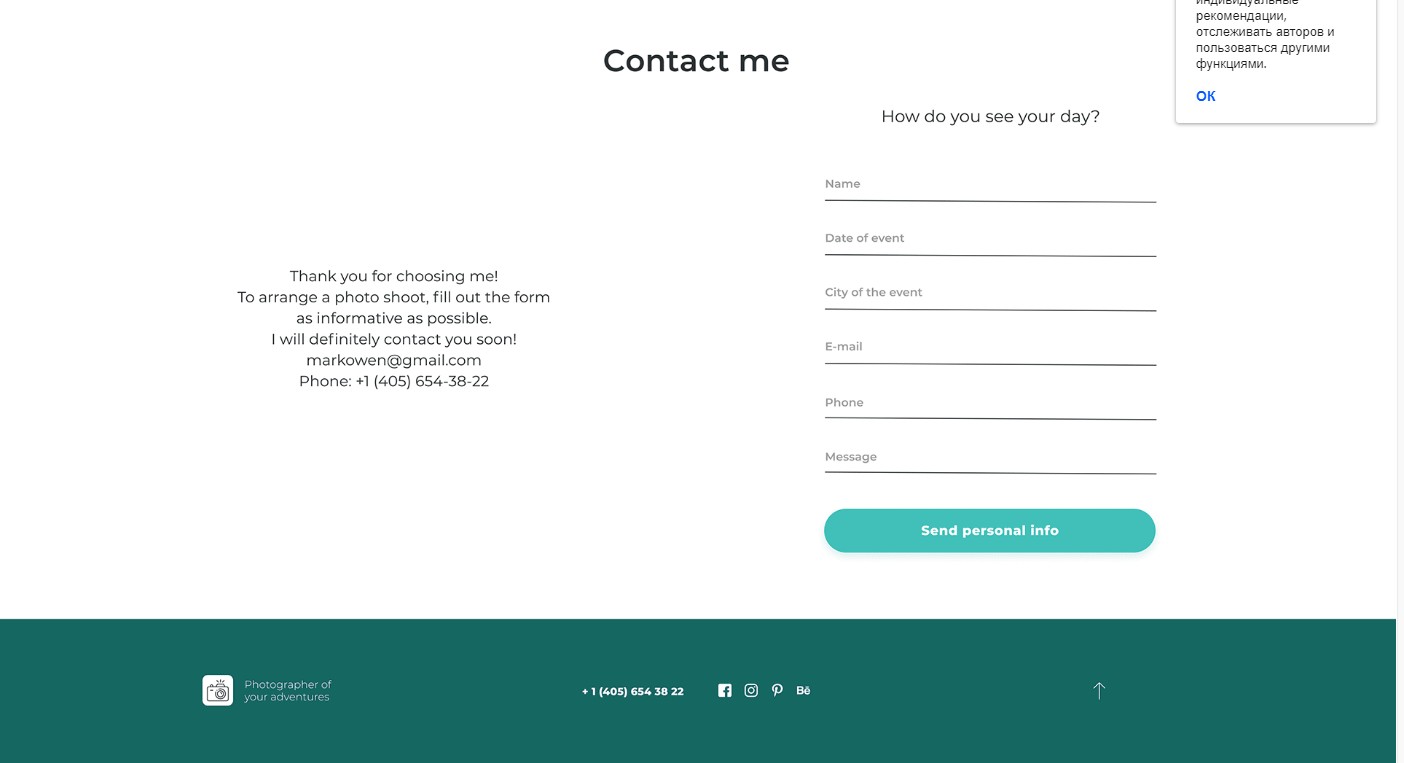 индивидуальные
рекомендации,
отслеживать авторов и
пользоваться другими
функциями.
ОК
Contact me
How do you see your day?
Thank you for choosing me!
To arrange a photo shoot, fill out the form
as informative as possible.
I will definitely contact you soon!
markowen@gmail.com
Phone: +1 (405) 654-38-22
Name
Date of event
City of the event
E-mail
Phone
Message
Send personal info
Photographer of
your adventures
+ 1 (405) 654 38 22
Bē